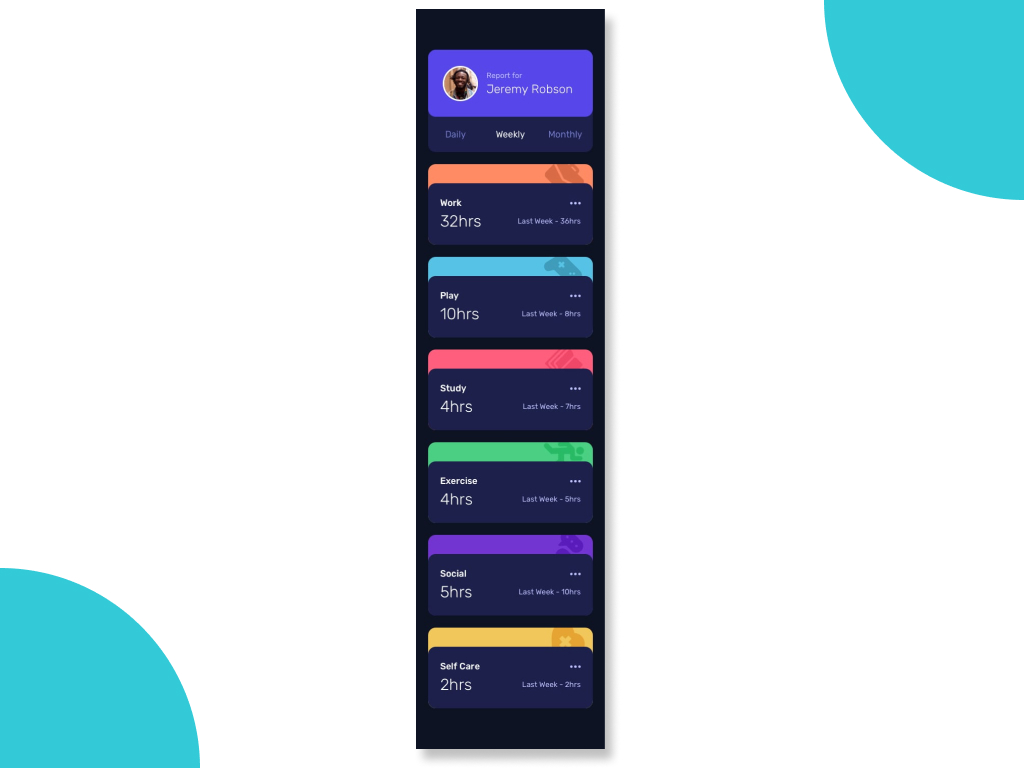 Report for
Jeremy Robson
Daily Weekly Monthly
Work
32hrs Last Week - 36hrs
Play
10hrs Last Week - 8hrs
Study
4hrs Last Week - 7hrs
Exercise
4hrs Last Week - 5hrs
Social
5hrs Last Week - 10hrs
Self Care
2hrs Last Week - 2hrs